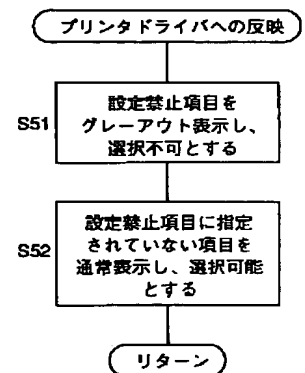 プリンタドライバへの反映
S51
設定禁止項目を
グレーアウト表示し、
選択不可とする
S52
設定禁止項目に指定
されていない項目を
通常表示し、選択可能
とする
リターン